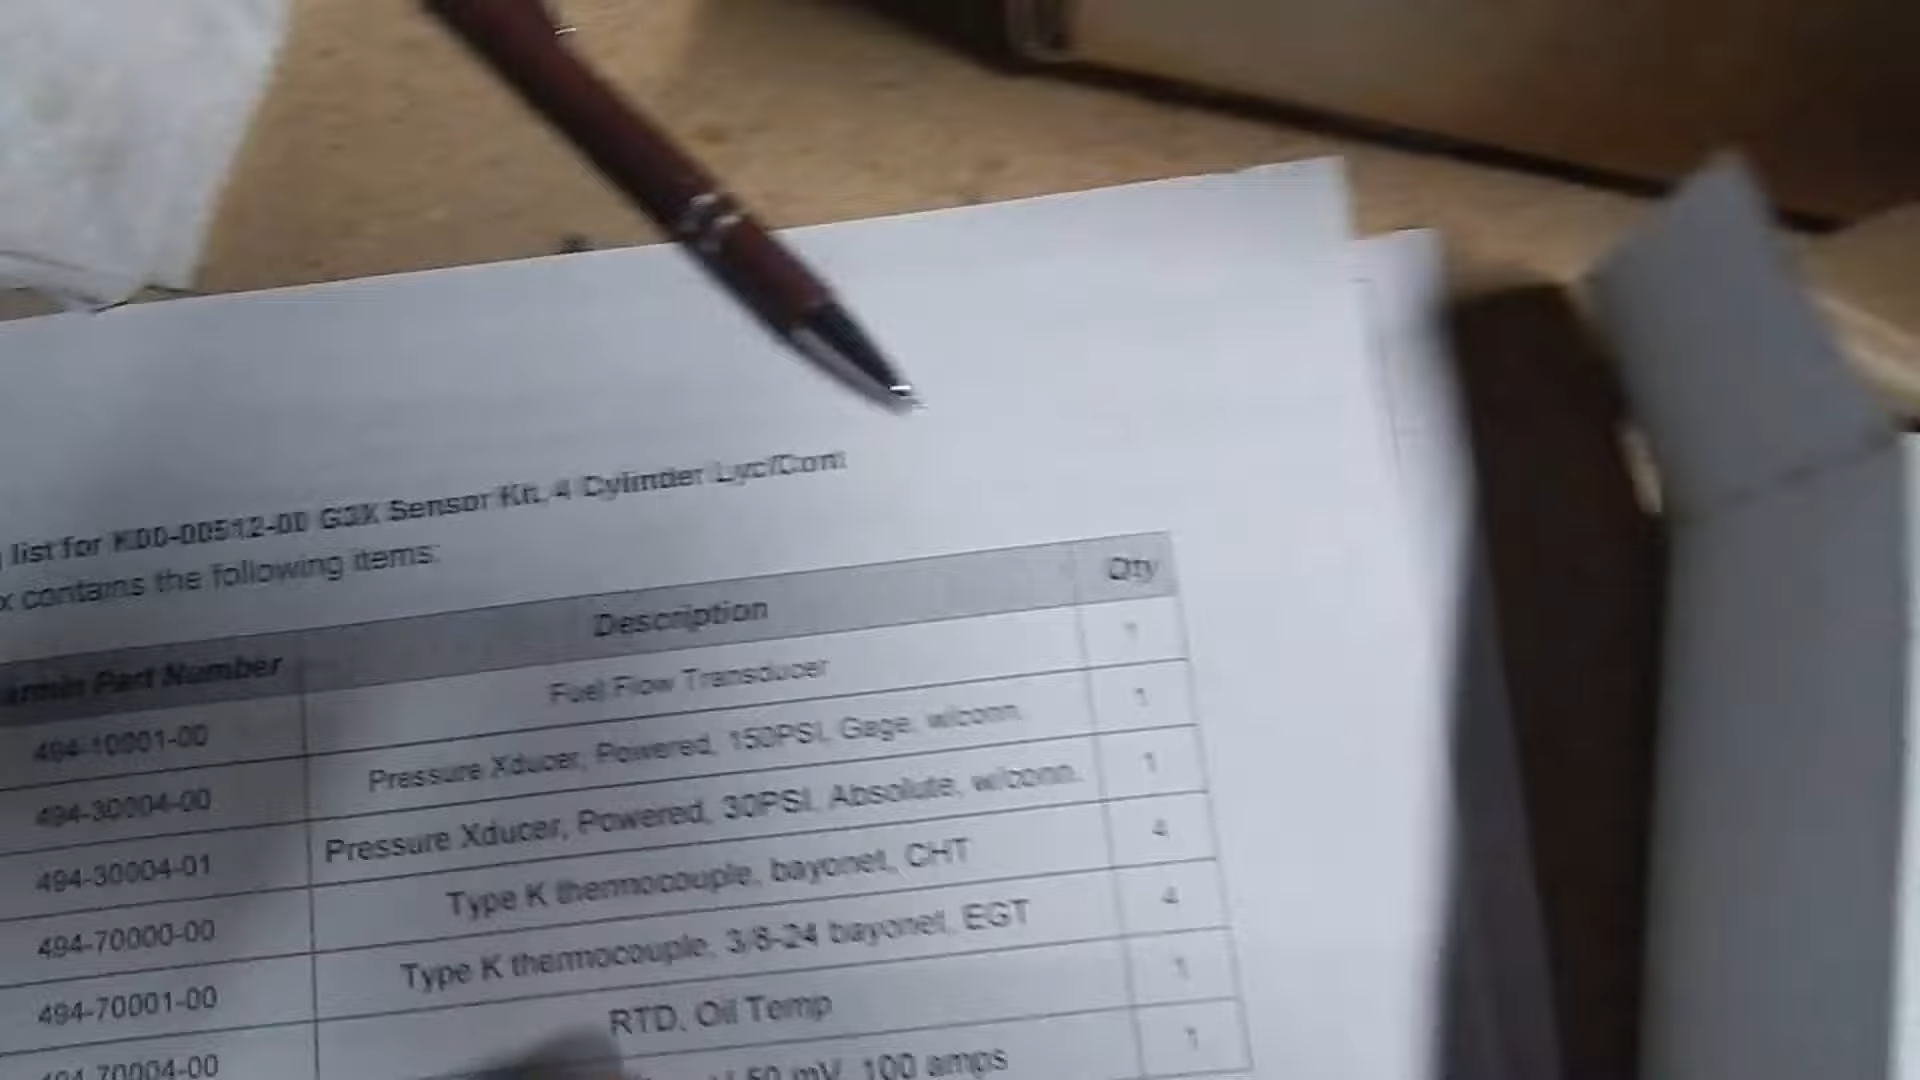 list for K00-00512-00 G3X Sensor Kit, 4 Cylinder Lyc/Cont
contains the following items:
Part Number Description Qty
494-10001-00 Fuel Flow Transducer 1
494-30004-00 Pressure Xducer, Powered, 150PSI, Gage, w/conn. 1
494-30004-01 Pressure Xducer, Powered, 30PSI, Absolute, w/conn. 1
494-70000-00 Type K thermocouple, bayonet, CHT 4
494-70001-00 Type K thermocouple, 3/8-24 bayonet, EGT 4
494-70004-00 RTD, Oil Temp 1
50 mV, 100 amps 1